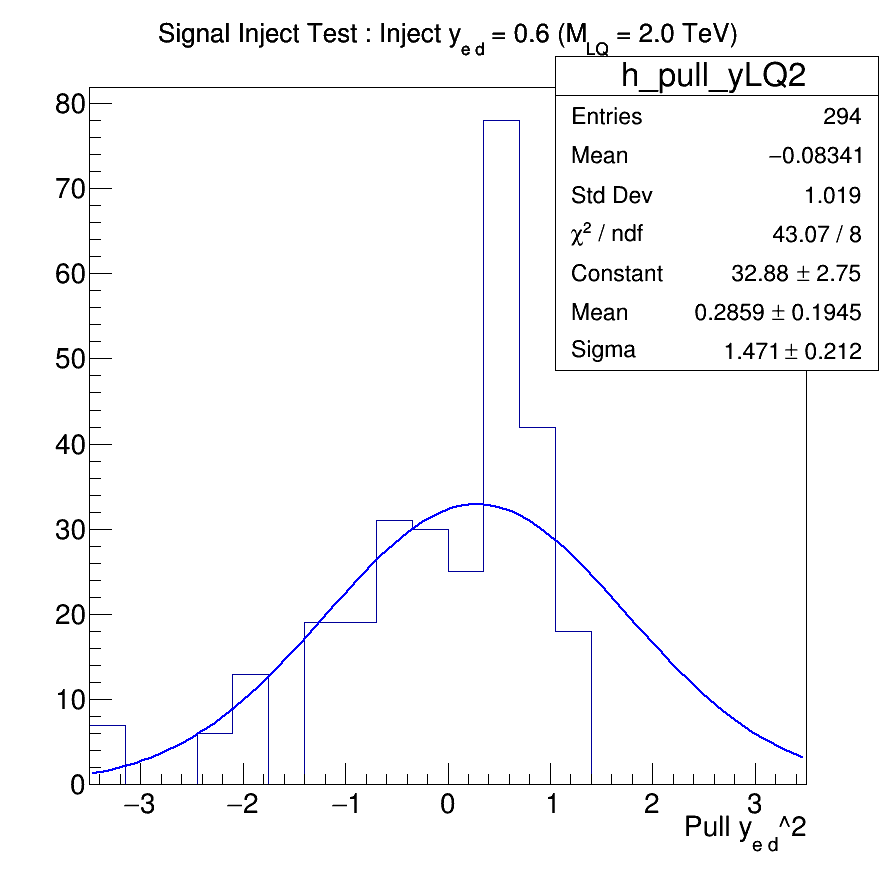 Signal Inject Test : Inject y_{e d} = 0.6 (M_{LQ} = 2.0 TeV)
h_pull_yLQ2
Entries 294
Mean −0.08341
Std Dev 1.019
χ² / ndf 43.07 / 8
Constant 32.88 ± 2.75
Mean 0.2859 ± 0.1945
Sigma 1.471 ± 0.212
80
70
60
50
40
30
20
10
0
−3 −2 −1 0 1 2 3
Pull y_{e d}^2